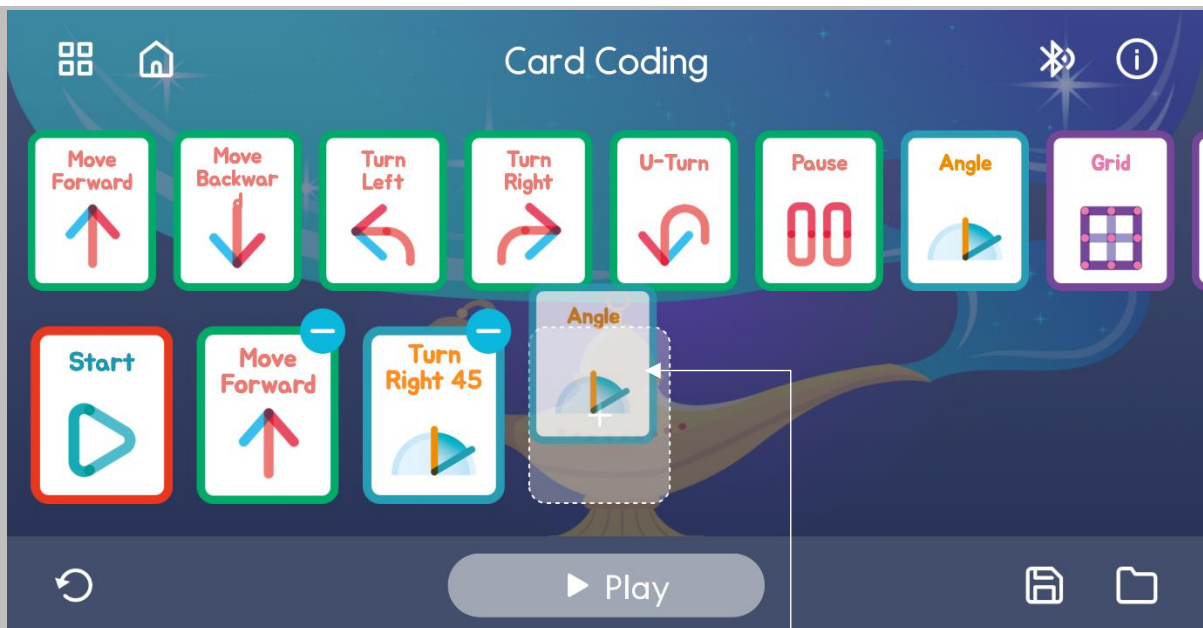 Card Coding
Move
Forward
Move
Backwar
d
Turn
Left
Turn
Right
U-Turn
Pause
Angle
Grid
Start
Move
Forward
Turn
Right 45
Angle
Play